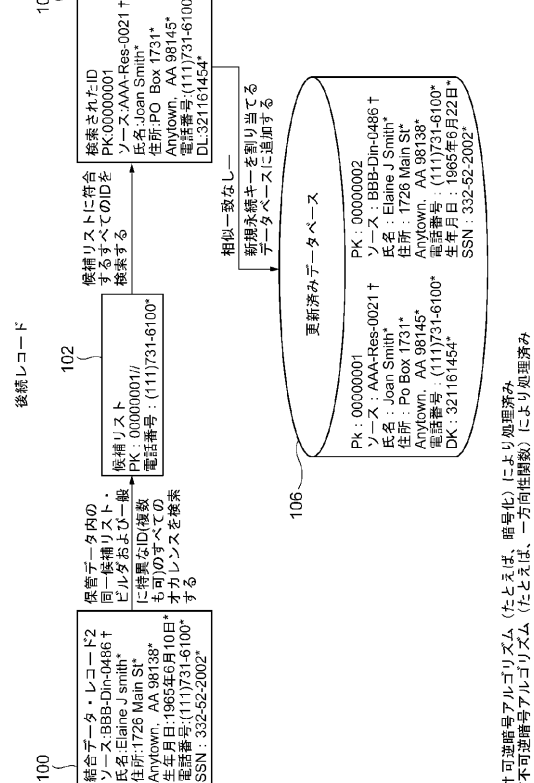 後続レコード
100
結合データ・レコード2
ソース:BBB-Din-0486†
氏名:Elaine J smith*
住所:1726 Main St*
Anytown, AA 98138*
生年月日:1965年6月10日*
電話番号:(111)731-6100*
SSN : 332-52-2002*
保管データ内の
同一候補リスト・
ビルダおよび一般
に特異なID(複数
も可)のすべての
オカレンスを検索
する
102
候補リスト
PK : 00000001//
電話番号 : (111)731-6100*
候補リストに符合
するすべてのIDを
検索する
検索されたID
PK:00000001
ソース:AAA-Res-0021†
氏名:Joan Smith*
住所:PO Box 1731*
Anytown, AA 98145*
電話番号:(111)731-6100
DL:321161454*
相似一致なし—
新規永続キーを割り当てる
データベースに追加する
106
更新済みデータベース
Pk : 00000001
ソース : AAA-Res-0021†
氏名 : Joan Smith*
住所 : Po Box 1731*
Anytown, AA 98145*
電話番号 : (111)731-6100*
DK : 321161454*
PK : 00000002
ソース : BBB-Din-0486†
氏名 : Elaine J Smith*
住所 : 1726 Main St*
Anytown, AA 98138*
電話番号 : (111)731-6100*
生年月日 : 1965年6月22日*
SSN : 332-52-2002*
†可逆暗号アルゴリズム（たとえば、暗号化）により処理済み
*不可逆暗号アルゴリズム（たとえば、一方向性関数）により処理済み